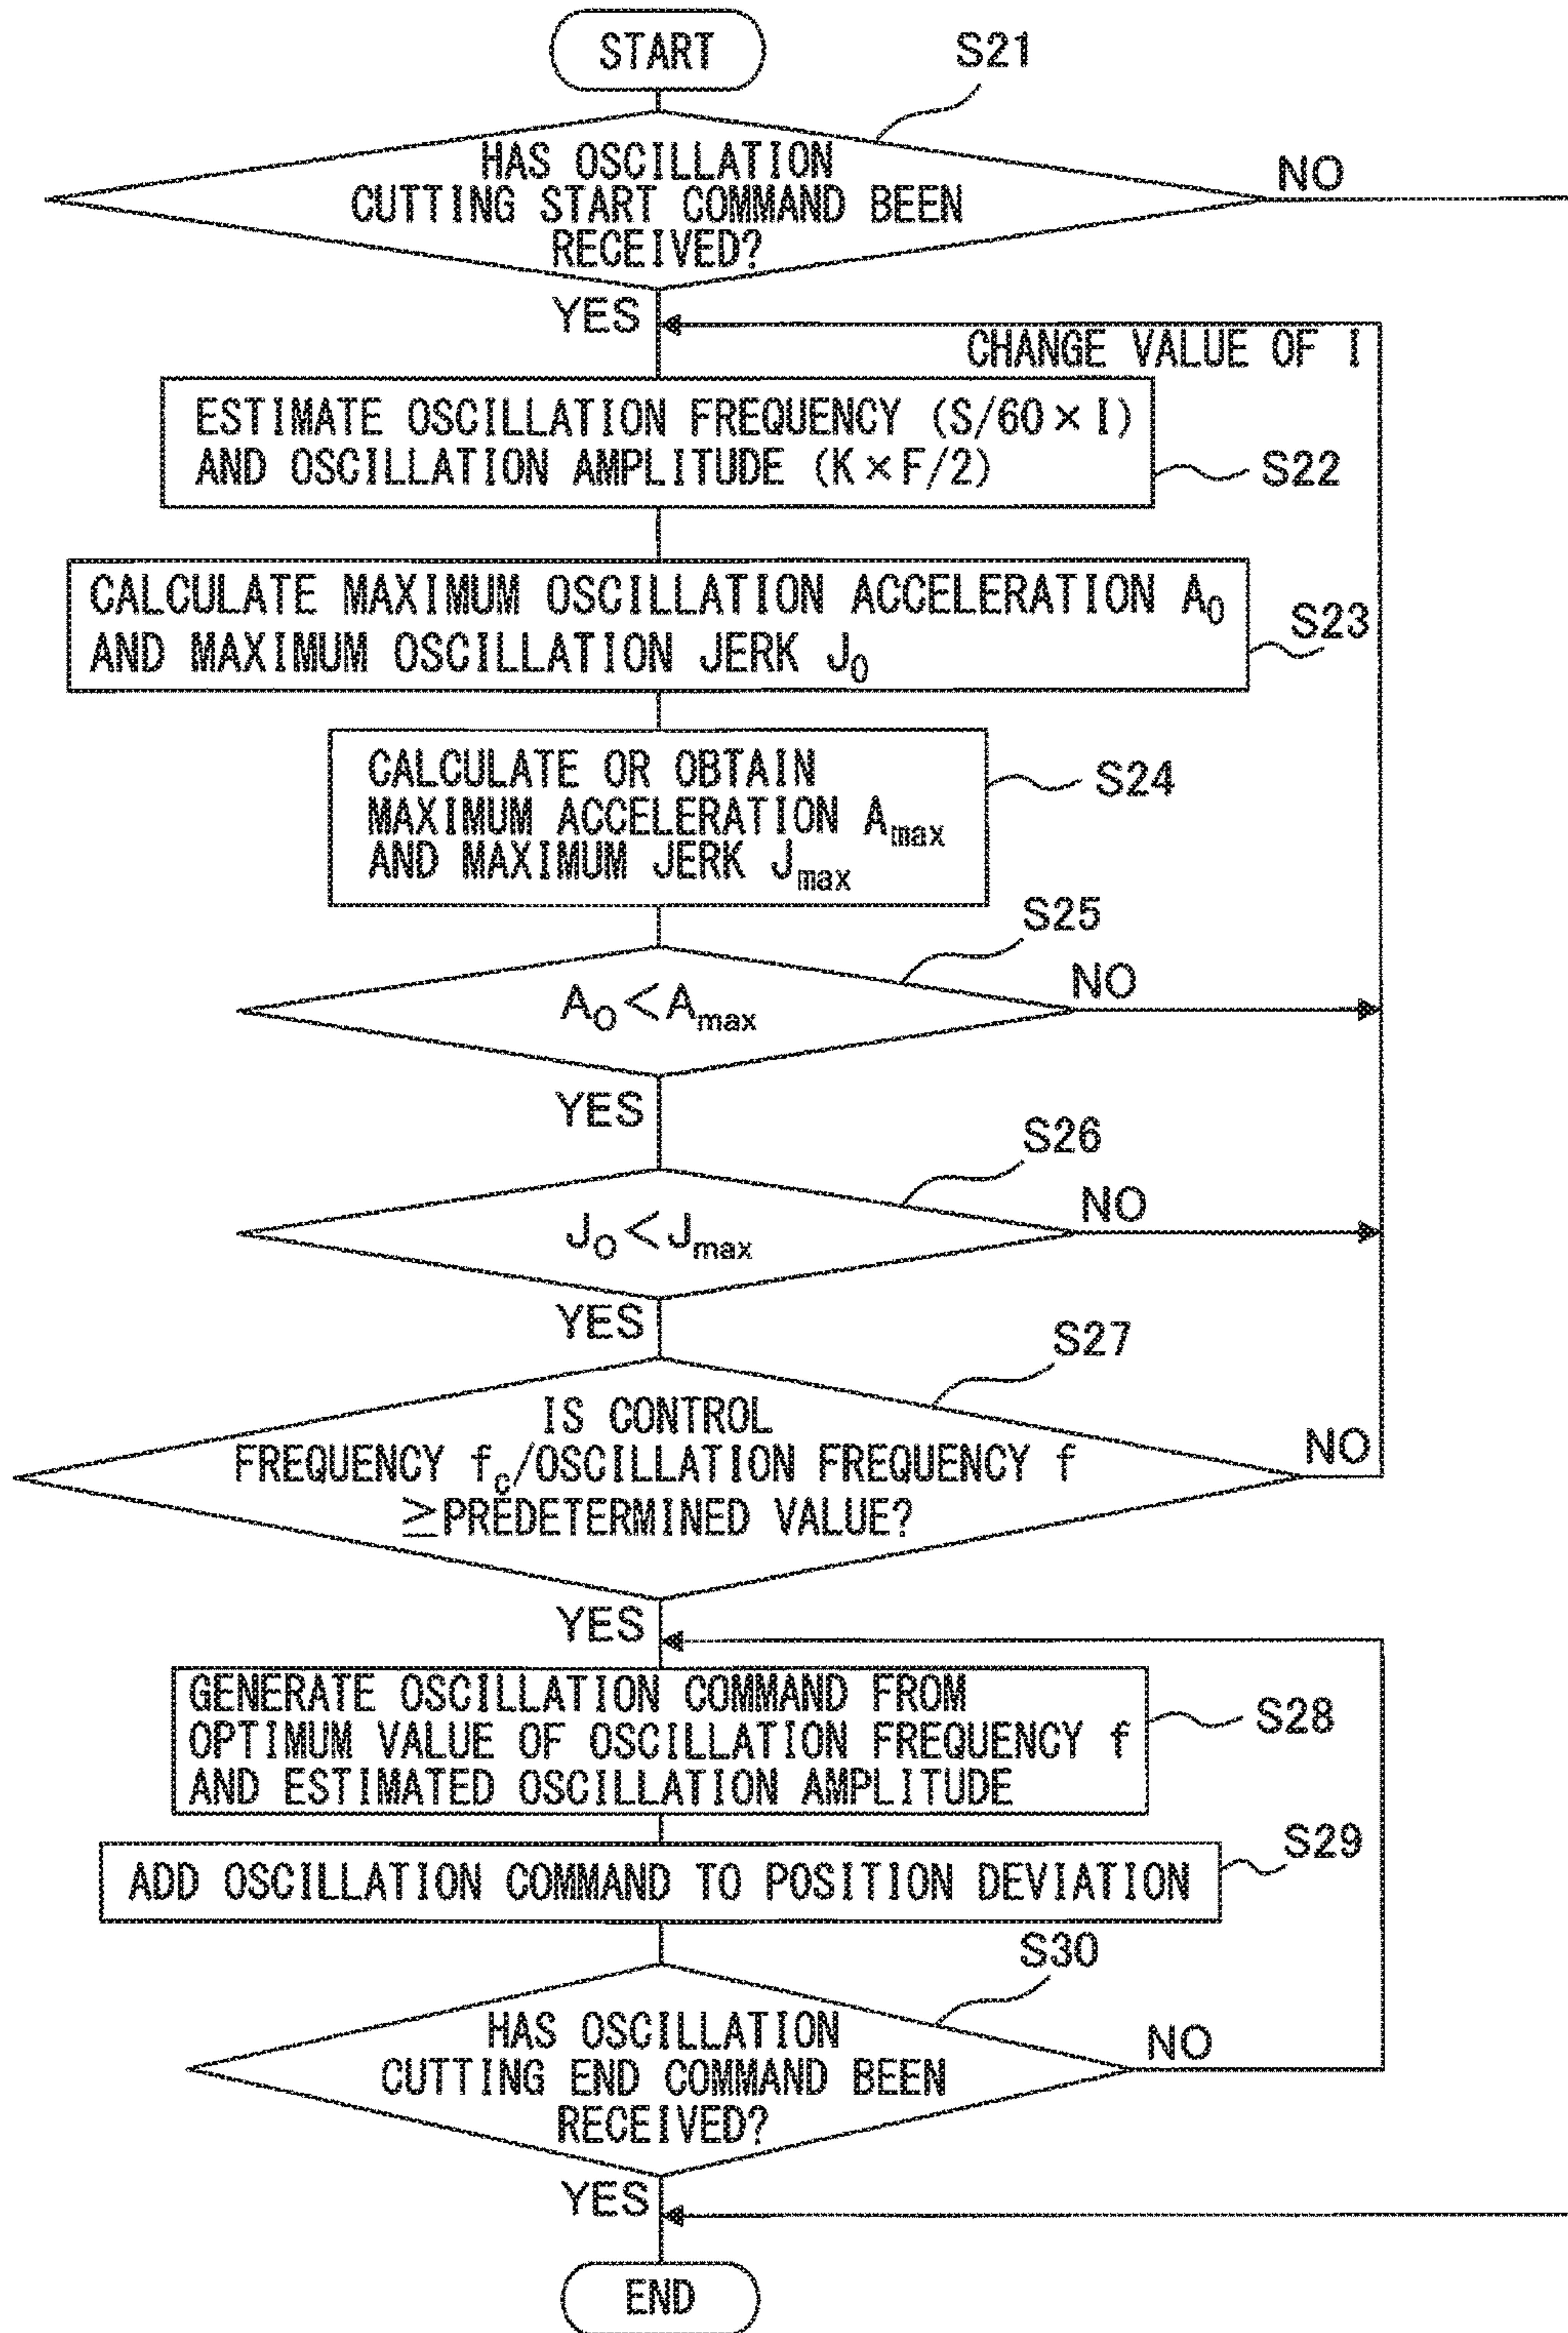 START
S21
HAS OSCILLATION
CUTTING START COMMAND BEEN
RECEIVED?
NO
YES
CHANGE VALUE OF I
ESTIMATE OSCILLATION FREQUENCY (S/60×I)
AND OSCILLATION AMPLITUDE (K×F/2)
S22
CALCULATE MAXIMUM OSCILLATION ACCELERATION A0
AND MAXIMUM OSCILLATION JERK J0
S23
CALCULATE OR OBTAIN
MAXIMUM ACCELERATION Amax
AND MAXIMUM JERK Jmax
S24
S25
A0<Amax
NO
YES
S26
J0<Jmax
NO
YES
S27
IS CONTROL
FREQUENCY fc/OSCILLATION FREQUENCY f
≥PREDETERMINED VALUE?
NO
YES
GENERATE OSCILLATION COMMAND FROM
OPTIMUM VALUE OF OSCILLATION FREQUENCY f
AND ESTIMATED OSCILLATION AMPLITUDE
S28
ADD OSCILLATION COMMAND TO POSITION DEVIATION
S29
S30
HAS OSCILLATION
CUTTING END COMMAND BEEN
RECEIVED?
NO
YES
END